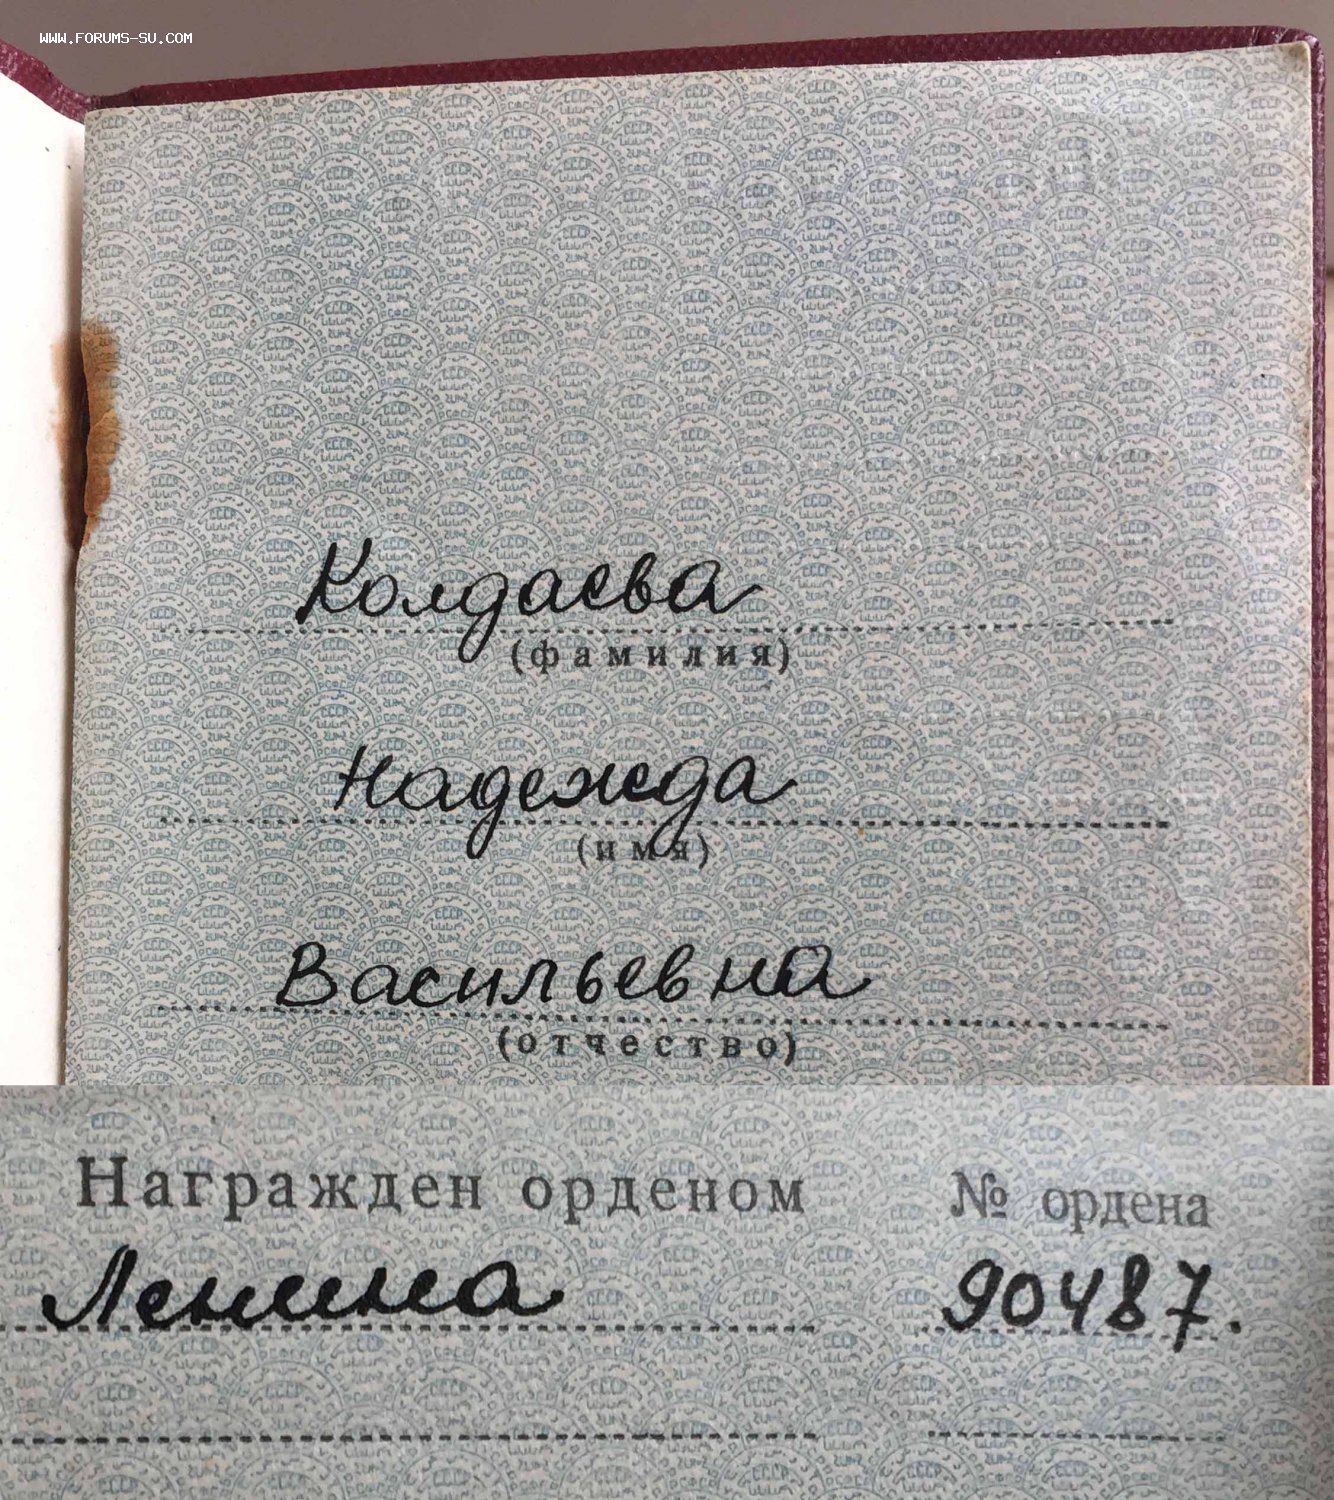 WWW.FORUMS-SU.COM
Колдаева
(фамилия)
Надежда
(имя)
Васильевна
(отчество)
Награжден орденом № ордена
Ленина 90487.